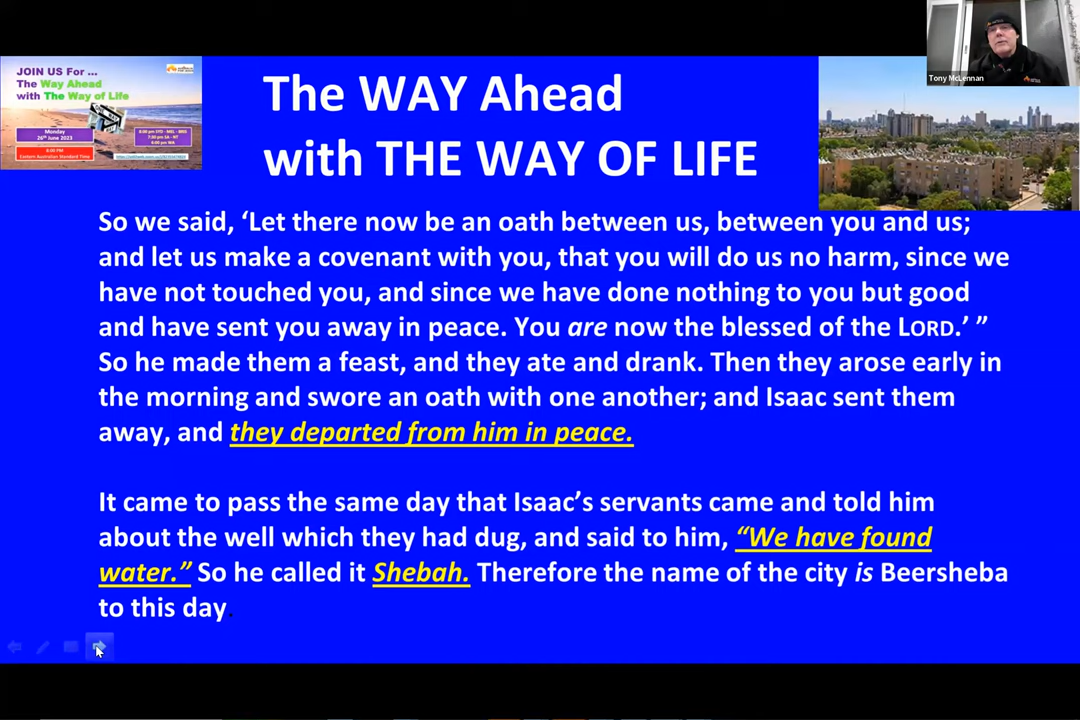 Tony McLennan
JOIN US For ...
The Way Ahead
with The Way of Life
Monday
26th June 2023
Eastern Australian Standard Time
The WAY Ahead
with THE WAY OF LIFE
So we said, ‘Let there now be an oath between us, between you and us;
and let us make a covenant with you, that you will do us no harm, since we
have not touched you, and since we have done nothing to you but good
and have sent you away in peace. You are now the blessed of the LORD.’ ”
So he made them a feast, and they ate and drank. Then they arose early in
the morning and swore an oath with one another; and Isaac sent them
away, and they departed from him in peace.
It came to pass the same day that Isaac’s servants came and told him
about the well which they had dug, and said to him, “We have found
water.” So he called it Shebah. Therefore the name of the city is Beersheba
to this day.